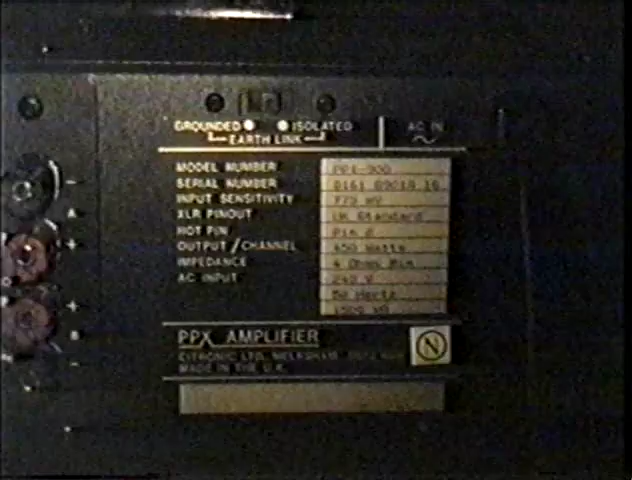 GROUNDED ISOLATED AC IN
EARTH LINK
MODEL NUMBER
SERIAL NUMBER
INPUT SENSITIVITY 775 mV
XLR PINOUT UK Standard
HOT PIN Pin 2
OUTPUT/CHANNEL 450 Watts
IMPEDANCE 4 Ohms Min
AC INPUT 240 V
50 Hertz
PPX AMPLIFIER
CITRONIC LTD, MELKSHAM
MADE IN THE U.K.
N
A
+
+
B
-
-